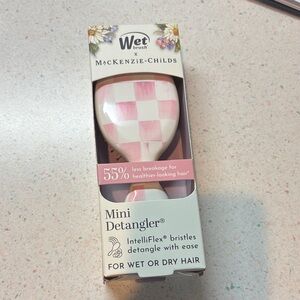 Wet
brush
x
MACKENZIE-CHILDS
55% less breakage for
healthier looking hair*
Mini
Detangler®
IntelliFlex® bristles
detangle with ease
FOR WET OR DRY HAIR